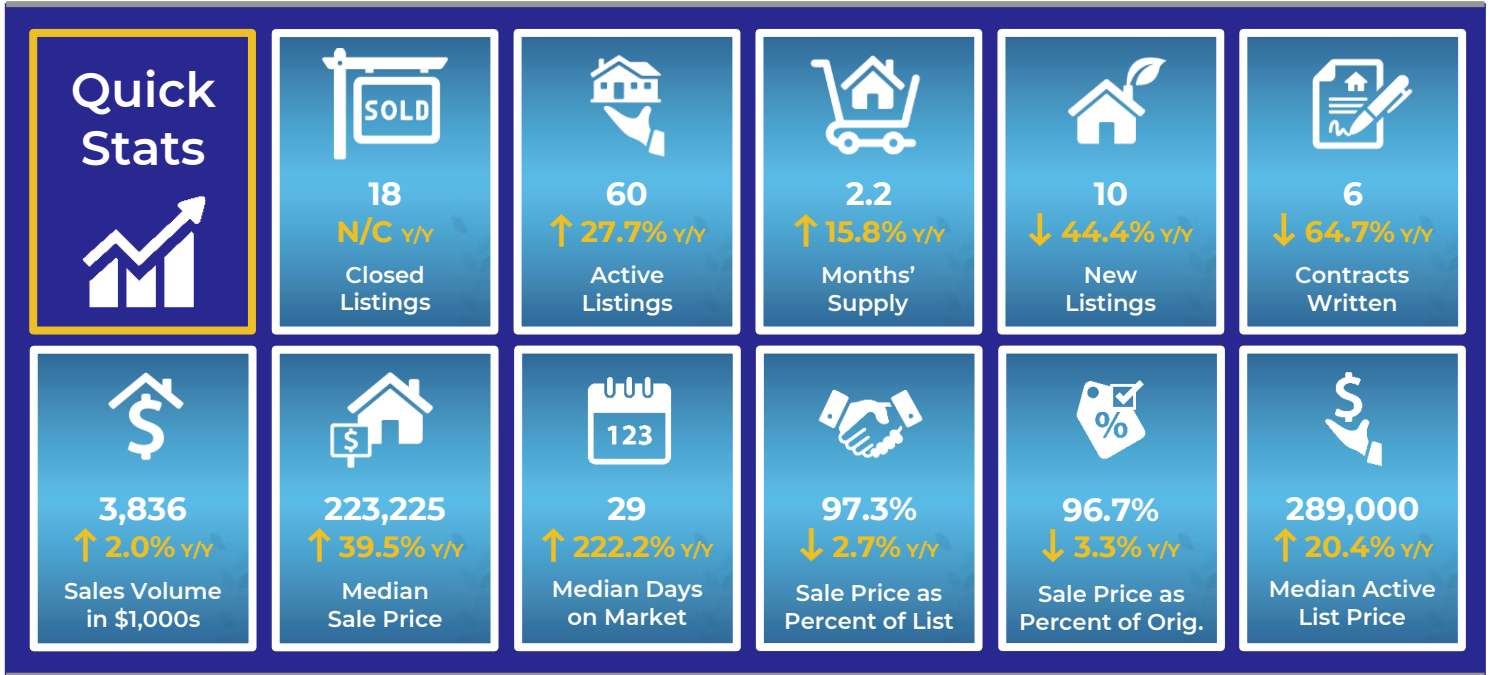 Quick
Stats
SOLD
18
N/C Y/Y
Closed
Listings
60
↑ 27.7% Y/Y
Active
Listings
2.2
↑ 15.8% Y/Y
Months’
Supply
10
↓ 44.4% Y/Y
New
Listings
6
↓ 64.7% Y/Y
Contracts
Written
$
3,836
↑ 2.0% Y/Y
Sales Volume
in $1,000s
$
223,225
↑ 39.5% Y/Y
Median
Sale Price
123
29
↑ 222.2% Y/Y
Median Days
on Market
97.3%
↓ 2.7% Y/Y
Sale Price as
Percent of List
%
96.7%
↓ 3.3% Y/Y
Sale Price as
Percent of Orig.
$
289,000
↑ 20.4% Y/Y
Median Active
List Price